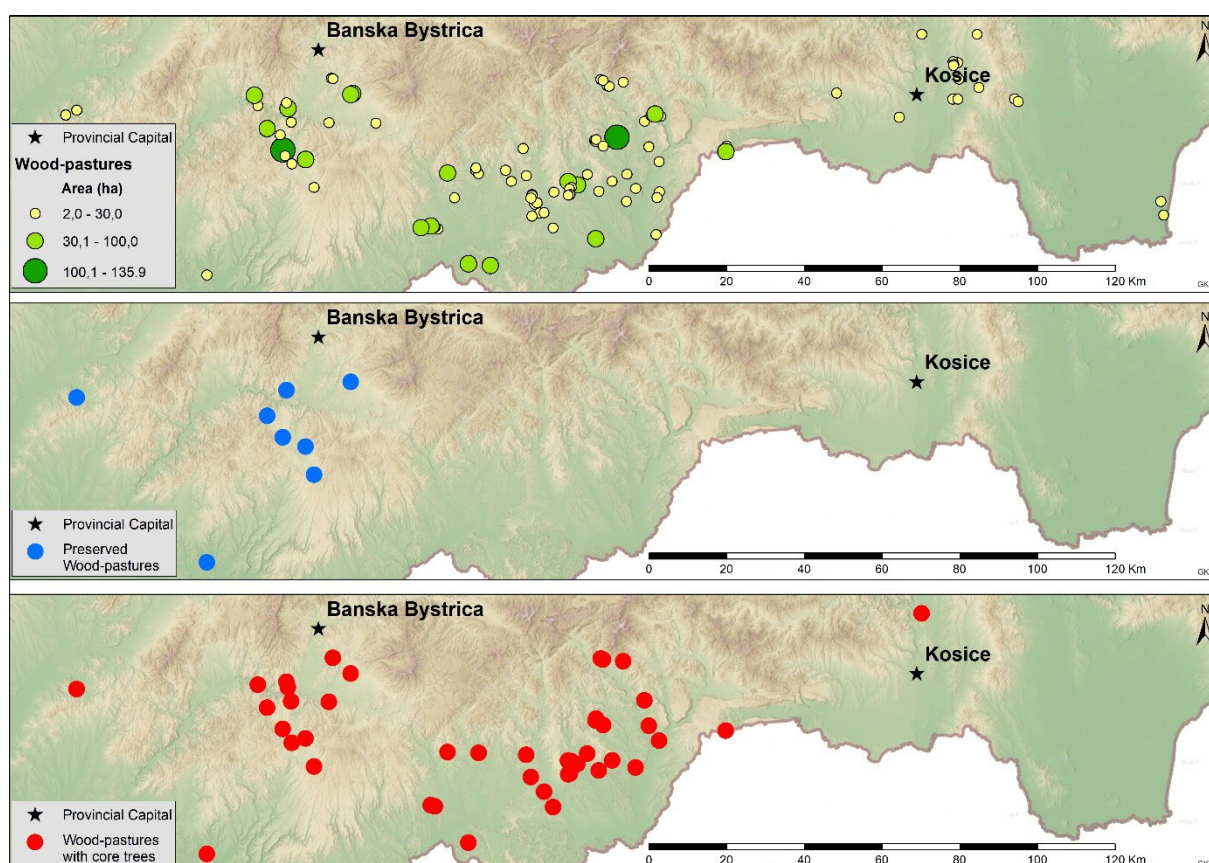 Banska Bystrica
N
Kosice
★ Provincial Capital
Wood-pastures
Area (ha)
2,0 - 30,0
30,1 - 100,0
100,1 - 135.9
0 20 40 60 80 100 120 Km
GK
Banska Bystrica
N
Kosice
★ Provincial Capital
Preserved
Wood-pastures
0 20 40 60 80 100 120 Km
GK
Banska Bystrica
N
Kosice
★ Provincial Capital
Wood-pastures
with core trees
0 20 40 60 80 100 120 Km
GK